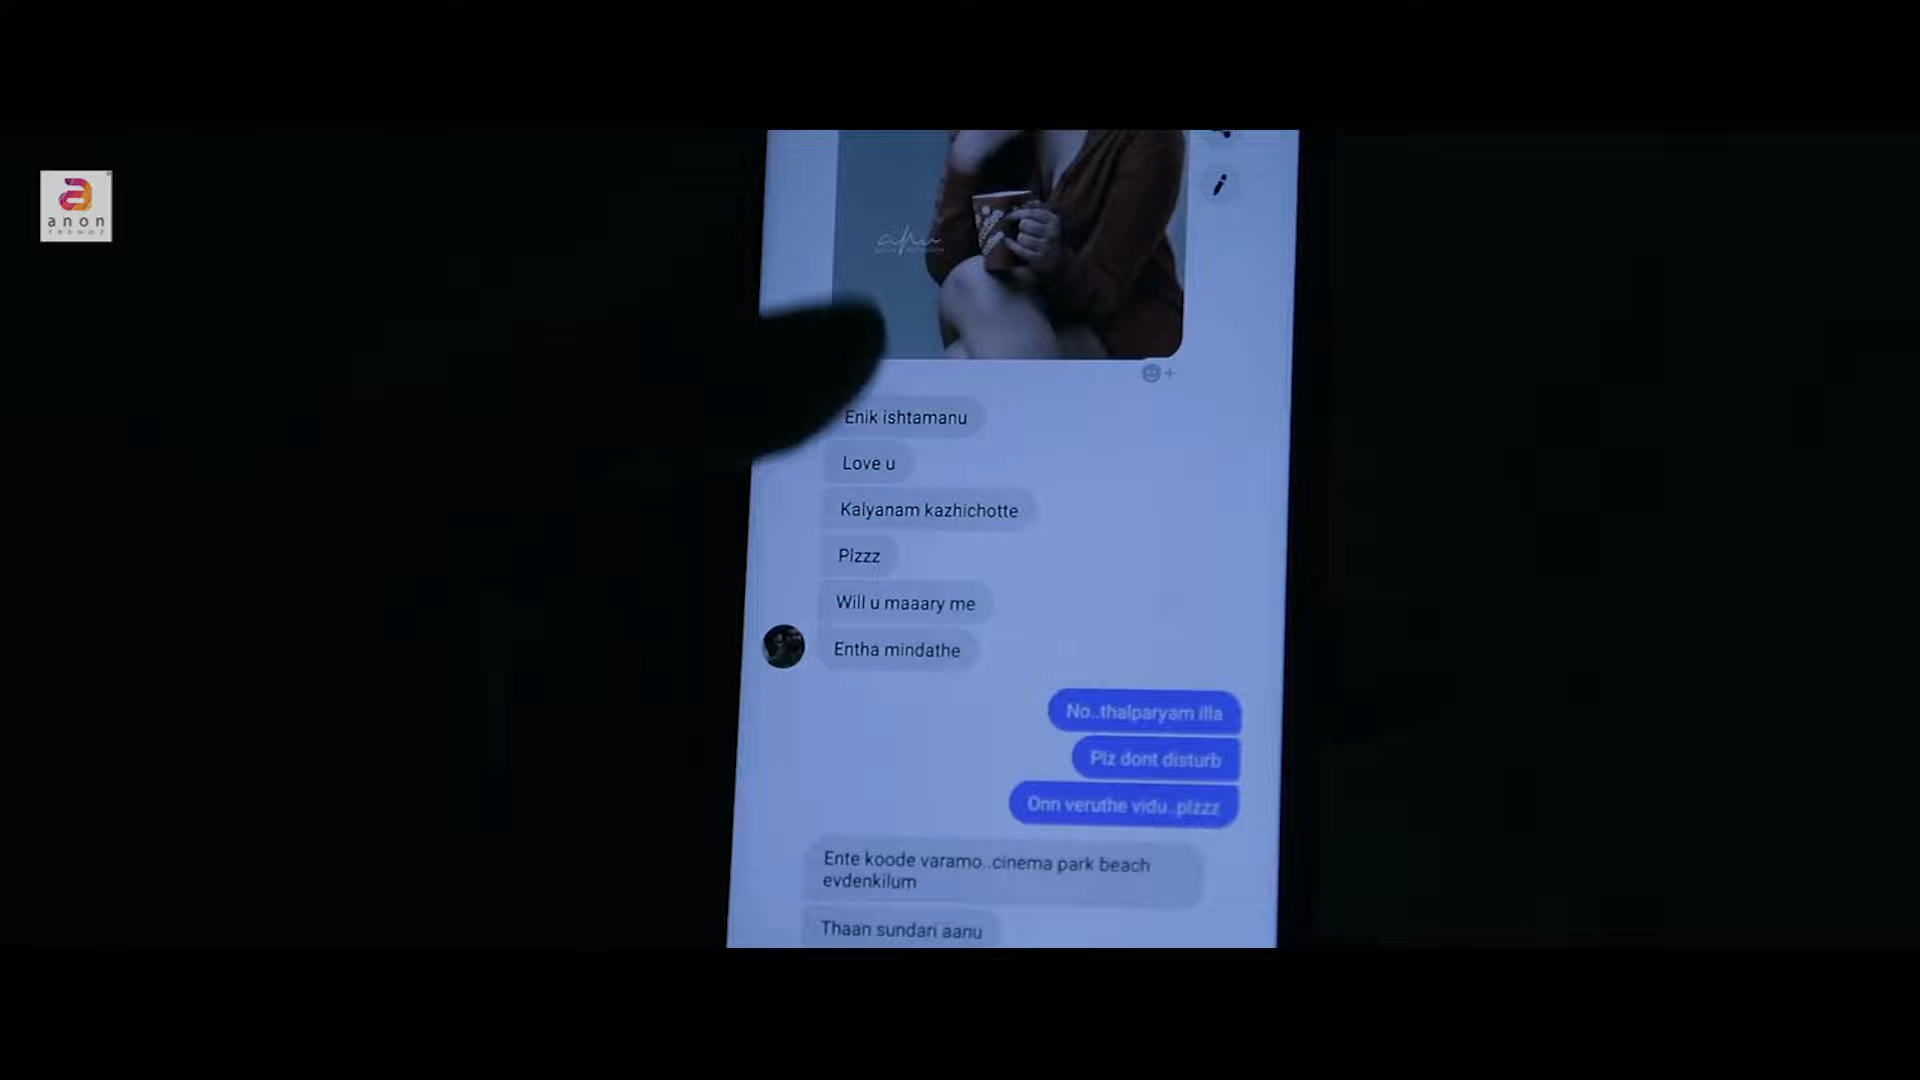 a
anon
TRENDZ
Enik ishtamanu
Love u
Kalyanam kazhichotte
Plzzz
Will u maaary me
Entha mindathe
No..thalparyam illa
Plz dont disturb
Onn veruthe vidu..plzzz
Ente koode varamo..cinema park beach
evdenkilum
Thaan sundari aanu